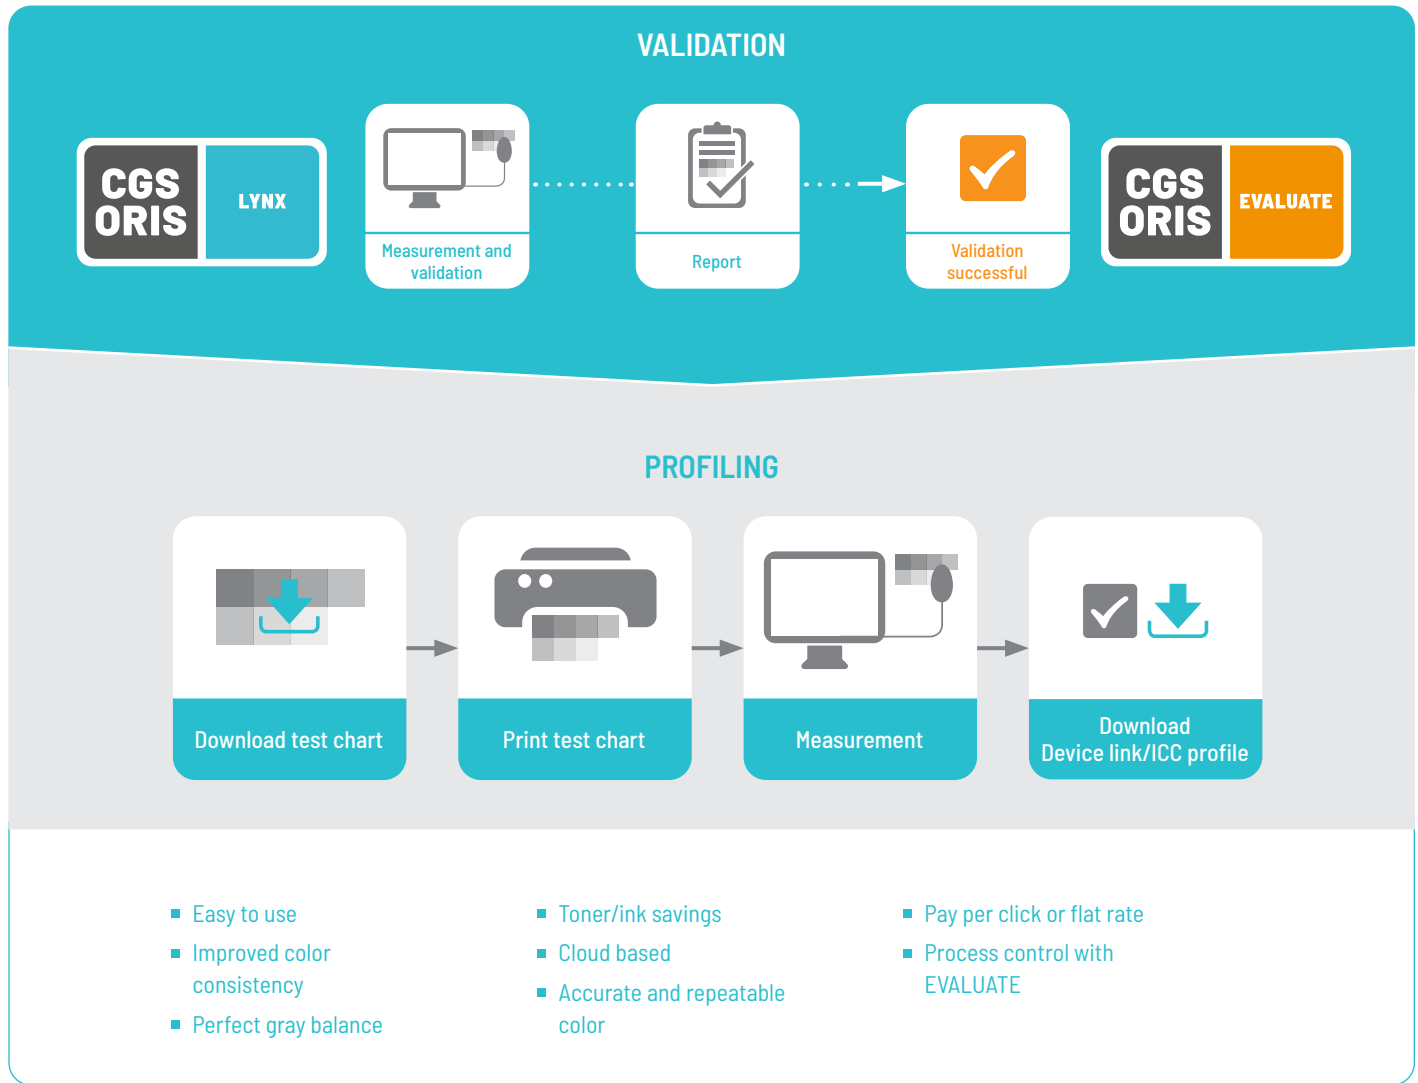 VALIDATION
CGS
ORIS
LYNX
Measurement and
validation
Report
Validation
successful
CGS
ORIS
EVALUATE
PROFILING
Download test chart
Print test chart
Measurement
Download
Device link/ICC profile
Easy to use
Improved color
consistency
Perfect gray balance
Toner/ink savings
Cloud based
Accurate and repeatable
color
Pay per click or flat rate
Process control with
EVALUATE